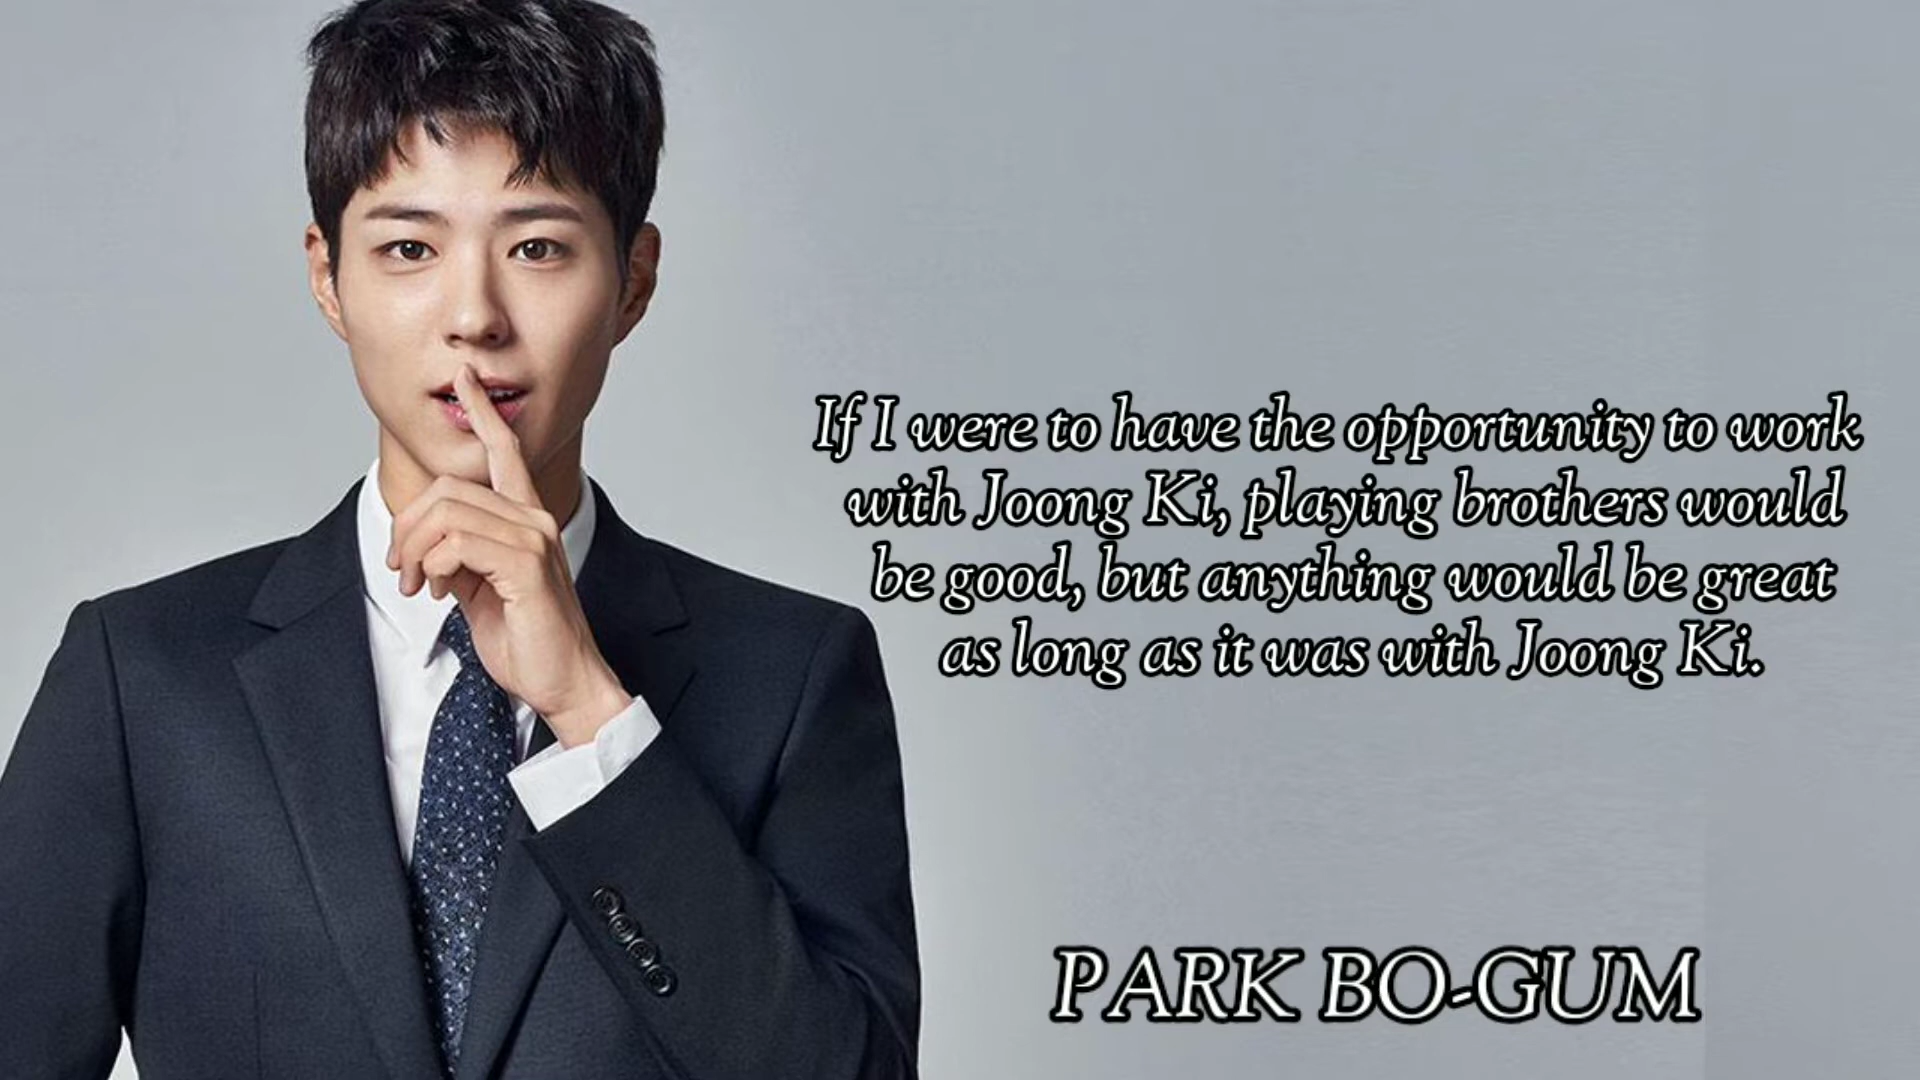 If I were to have the opportunity to work
with Joong Ki, playing brothers would
be good, but anything would be great
as long as it was with Joong Ki.
PARK BO-GUM